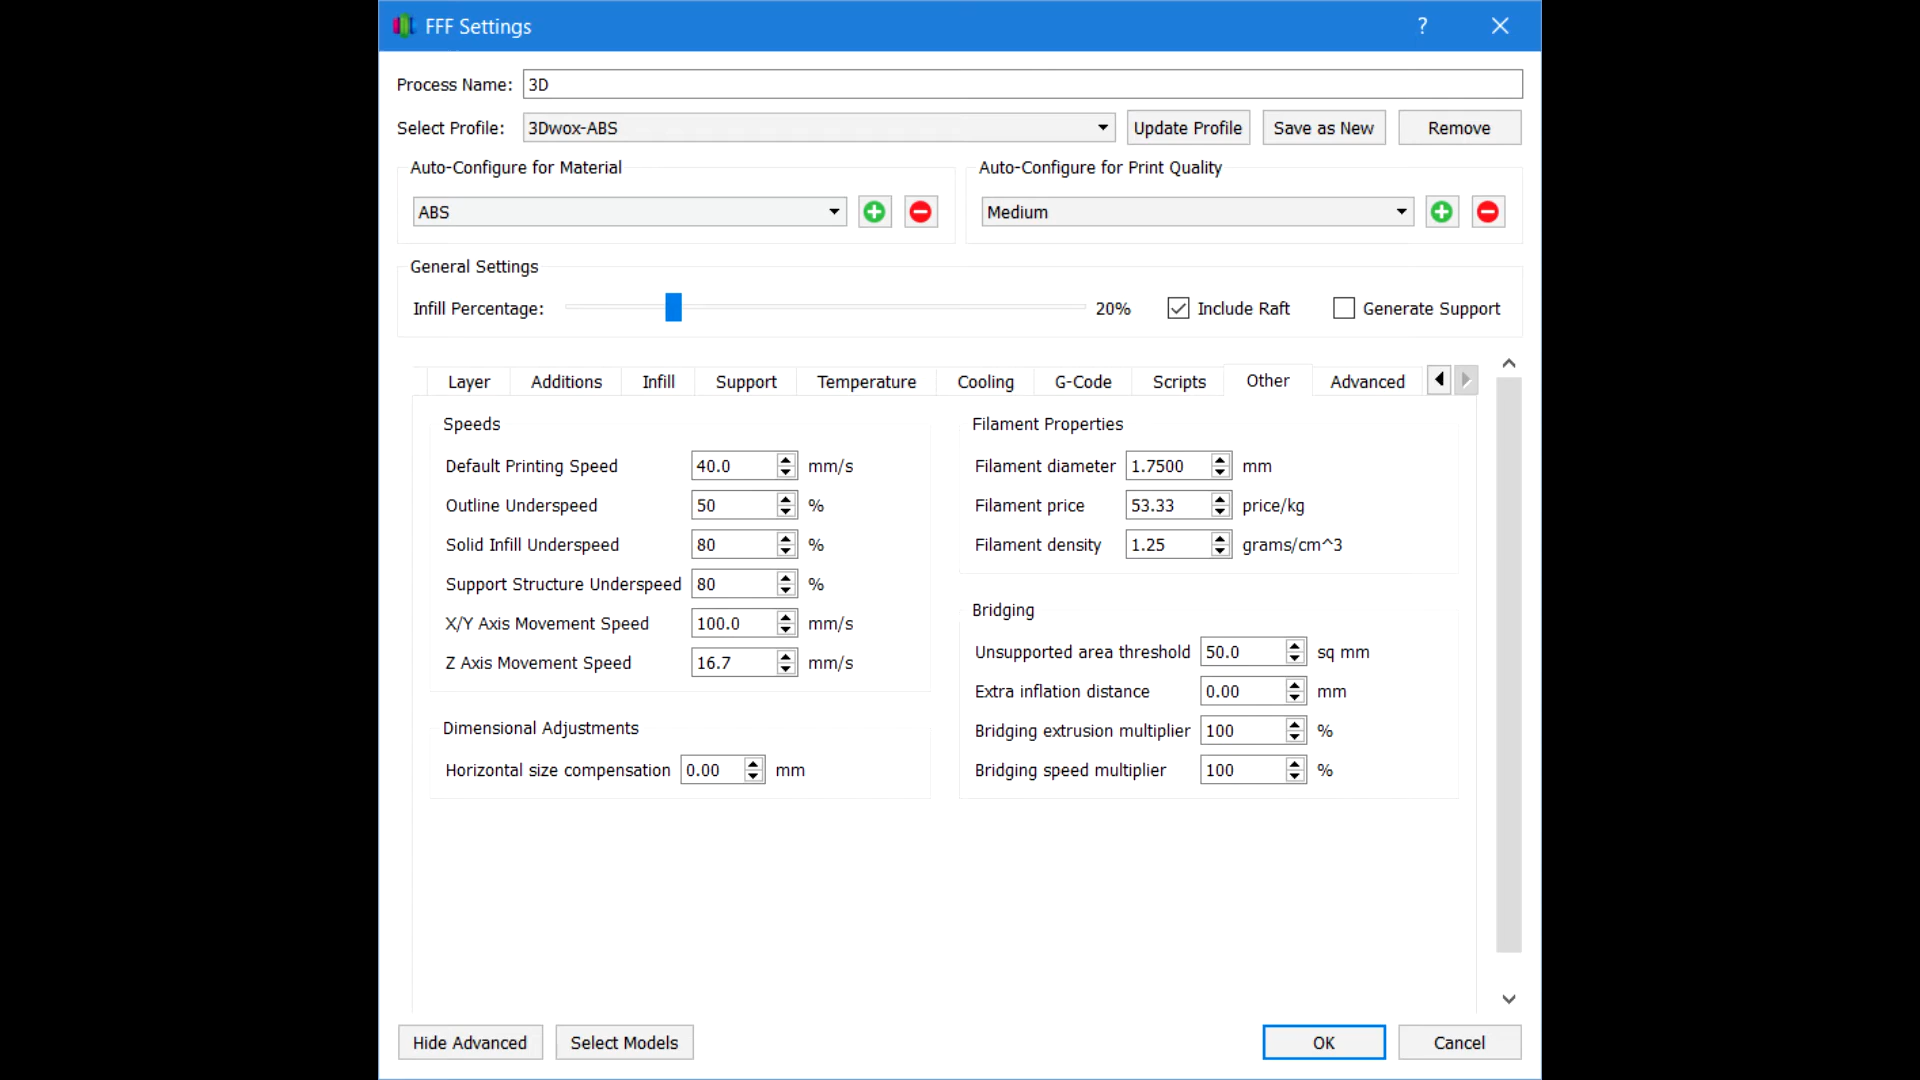 FFF Settings ?
Process Name: 3D
Select Profile: 3Dwox-ABS Update Profile Save as New Remove
Auto-Configure for Material Auto-Configure for Print Quality
ABS Medium
General Settings
Infill Percentage: 20% Include Raft Generate Support
Layer Additions Infill Support Temperature Cooling G-Code Scripts Other Advanced
Speeds
Default Printing Speed 40.0 mm/s
Outline Underspeed 50 %
Solid Infill Underspeed 80 %
Support Structure Underspeed 80 %
X/Y Axis Movement Speed 100.0 mm/s
Z Axis Movement Speed 16.7 mm/s
Dimensional Adjustments
Horizontal size compensation 0.00 mm
Filament Properties
Filament diameter 1.7500 mm
Filament price 53.33 price/kg
Filament density 1.25 grams/cm^3
Bridging
Unsupported area threshold 50.0 sq mm
Extra inflation distance 0.00 mm
Bridging extrusion multiplier 100 %
Bridging speed multiplier 100 %
Hide Advanced Select Models OK Cancel